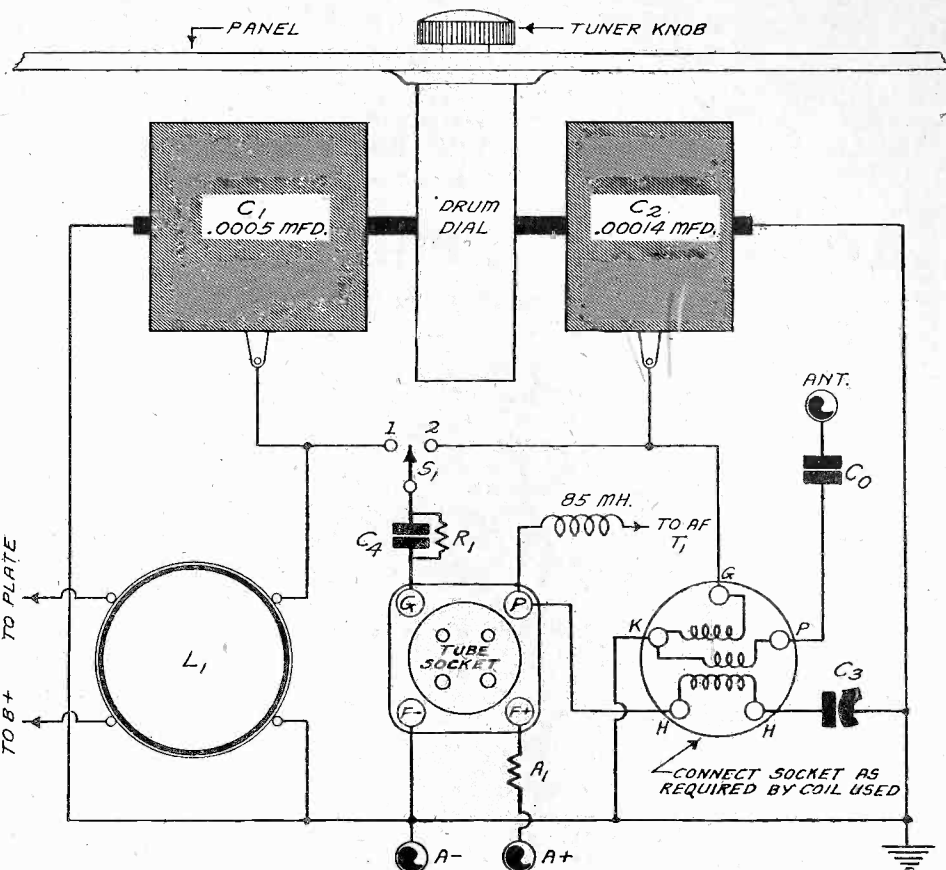 PANEL
TUNER KNOB
C1
.0005 MFD.
DRUM
DIAL
C2
.00014 MFD.
ANT.
1
2
S1
C0
85 MH.
C4
R1
TO AF
T1
TO PLATE
G
P
G
K
P
L1
TUBE
SOCKET
C3
TO B+
F-
F+
H
H
A1
CONNECT SOCKET AS
REQUIRED BY COIL USED
A-
A+